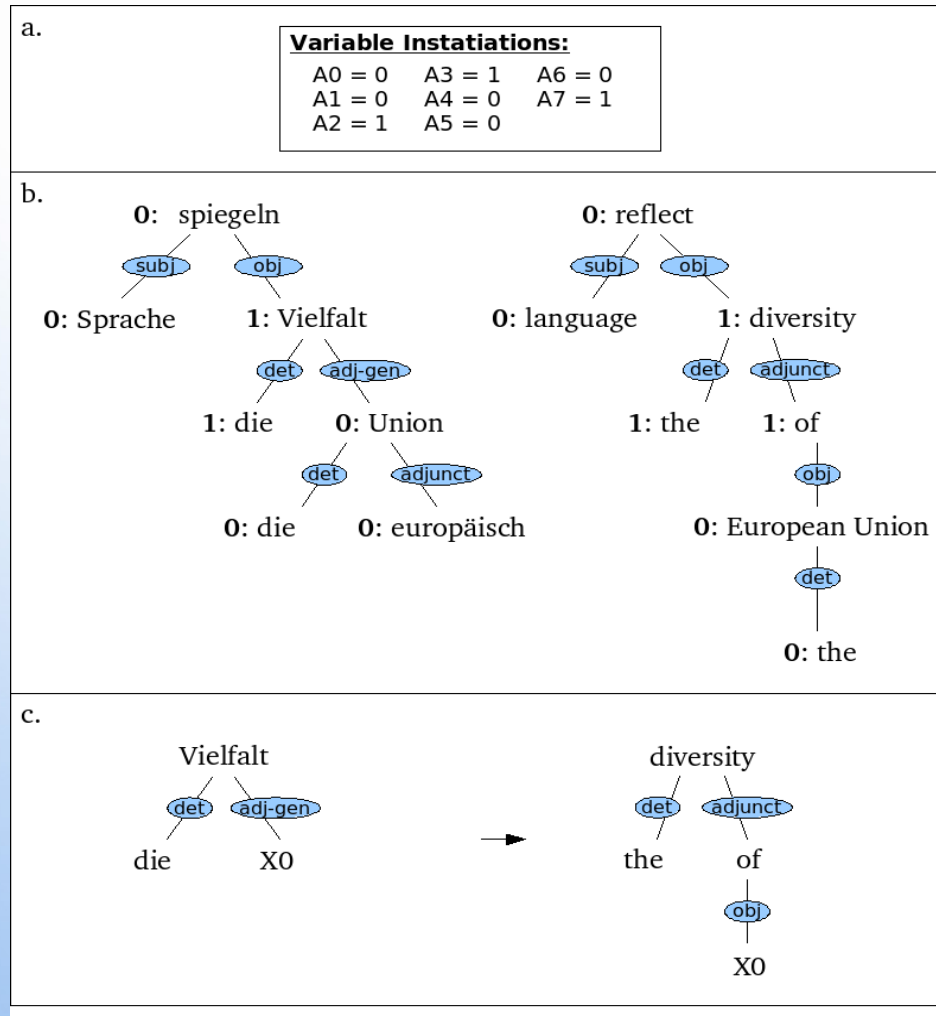 a.
Variable Instatiations:
A0 = 0 A3 = 1 A6 = 0
A1 = 0 A4 = 0 A7 = 1
A2 = 1 A5 = 0
b.
0: spiegeln 0: reflect
subj obj subj obj
0: Sprache 1: Vielfalt 0: language 1: diversity
det adj-gen det adjunct
1: die 0: Union 1: the 1: of
det adjunct obj
0: die 0: europäisch 0: European Union
det
0: the
c.
Vielfalt diversity
det adj-gen det adjunct
die X0 the of
obj
X0